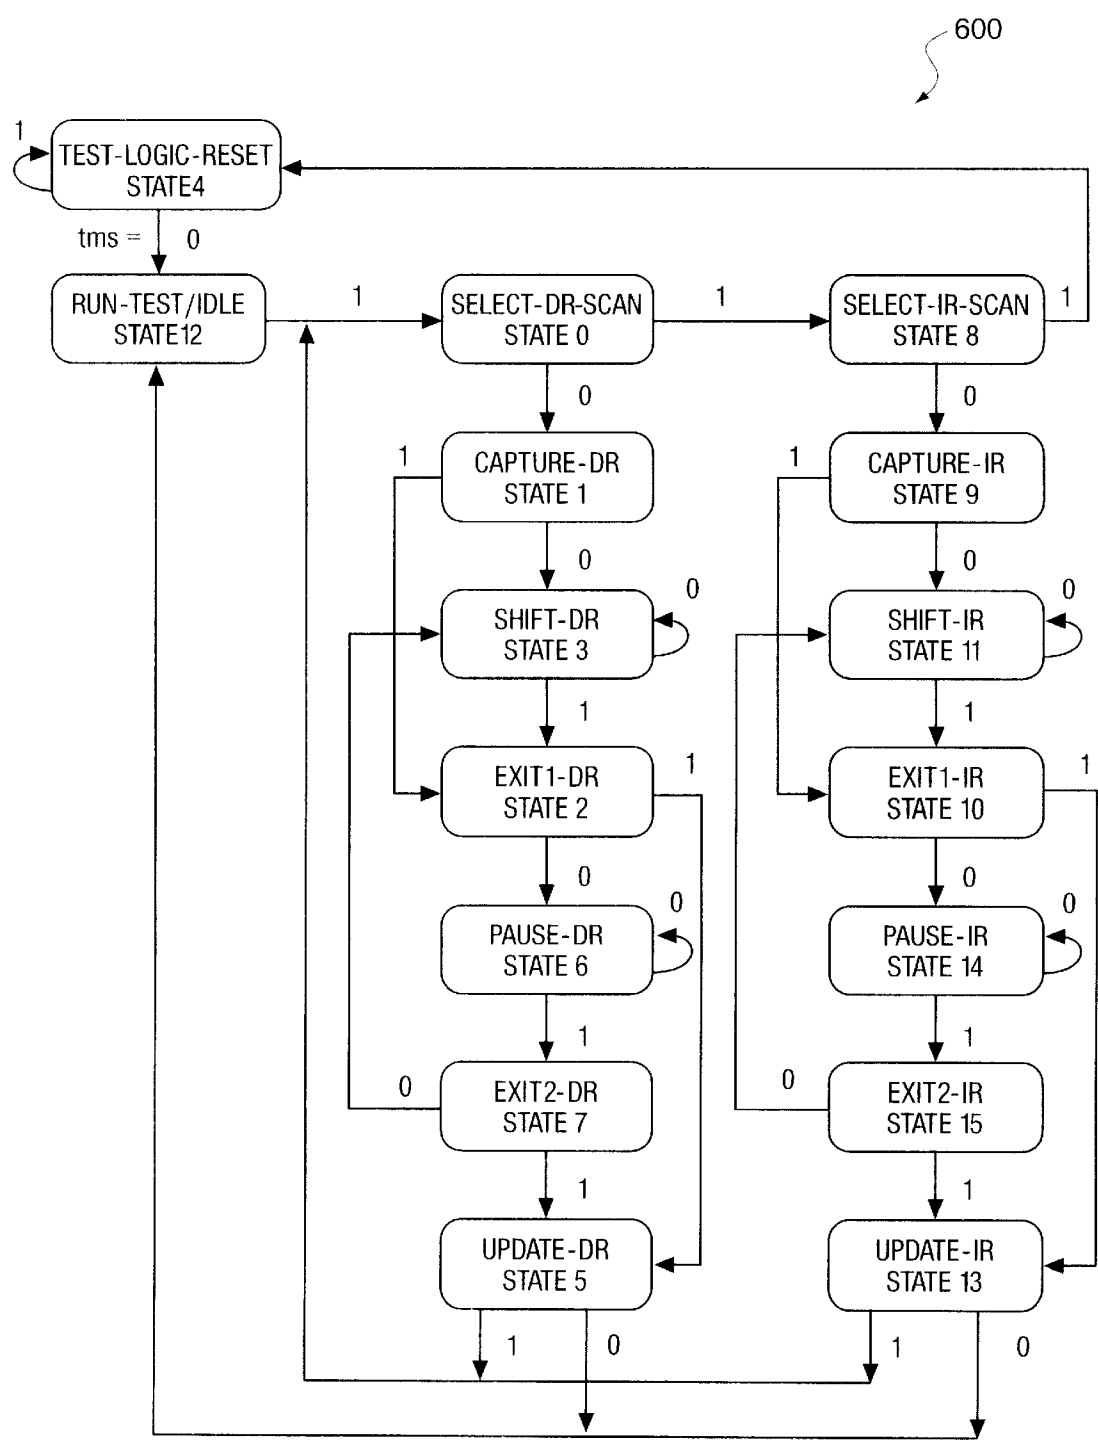 600
1
TEST-LOGIC-RESET
STATE4
tms = 0
RUN-TEST/IDLE
STATE12
1
SELECT-DR-SCAN
STATE 0
1
SELECT-IR-SCAN
STATE 8
1
0
0
1
CAPTURE-DR
STATE 1
1
CAPTURE-IR
STATE 9
0
0
SHIFT-DR
STATE 3
0
SHIFT-IR
STATE 11
0
1
1
EXIT1-DR
STATE 2
1
EXIT1-IR
STATE 10
1
0
0
PAUSE-DR
STATE 6
0
PAUSE-IR
STATE 14
0
1
1
0
EXIT2-DR
STATE 7
0
EXIT2-IR
STATE 15
1
1
UPDATE-DR
STATE 5
UPDATE-IR
STATE 13
1
0
1
0